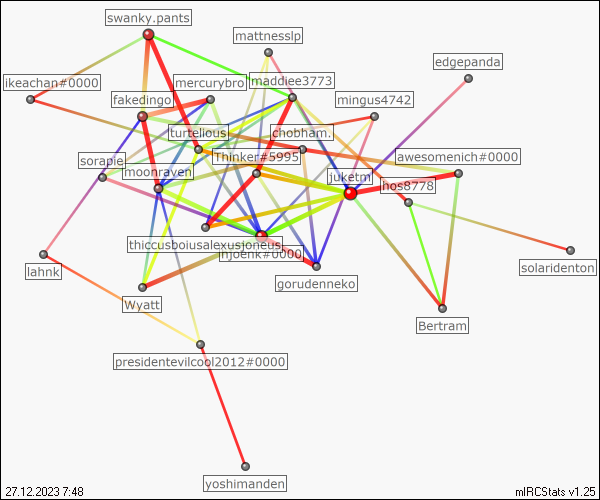 swanky.pants
mattnesslp
edgepanda
ikeachan#0000
mercurybro
maddiee3773
fakedingo
mingus4742
turtelious
chobham.
sorapie
Thinker#5995
awesomenich#0000
moonraven
juketm
hos8778
thiccusboiusalexusjoneus
njoenk#0000
lahnk
solaridenton
gorudenneko
Wyatt
Bertram
presidentevilcool2012#0000
yoshimanden
27.12.2023 7:48
mIRCStats v1.25